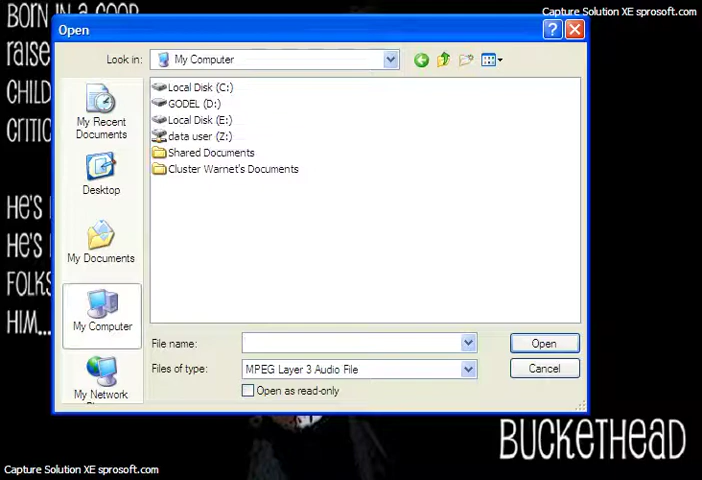 Capture Solution XE sprosoft.com
BORN IN A COOP
RAISE
CHILD
CRITIC
HE'S
HE'S
FOLKS
HIM...
Open
Look in:
My Computer
My Recent
Documents
Desktop
My Documents
My Computer
My Network
Local Disk (C:)
GODEL (D:)
Local Disk (E:)
data user (Z:)
Shared Documents
Cluster Warnet's Documents
File name:
Open
Files of type:
MPEG Layer 3 Audio File
Cancel
Open as read-only
BUCKETHEAD
Capture Solution XE sprosoft.com